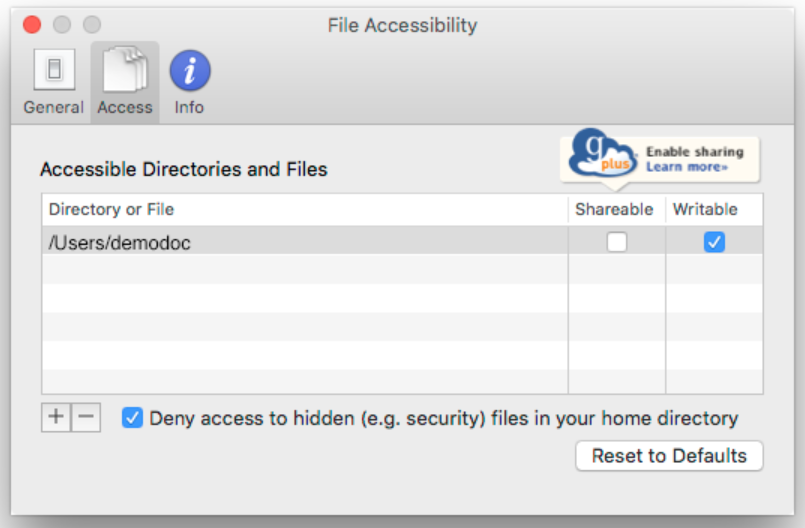 File Accessibility
General Access Info
g
plus
Enable sharing
Learn more»
Accessible Directories and Files
Directory or File Shareable Writable
/Users/demodoc
+ − Deny access to hidden (e.g. security) files in your home directory
Reset to Defaults